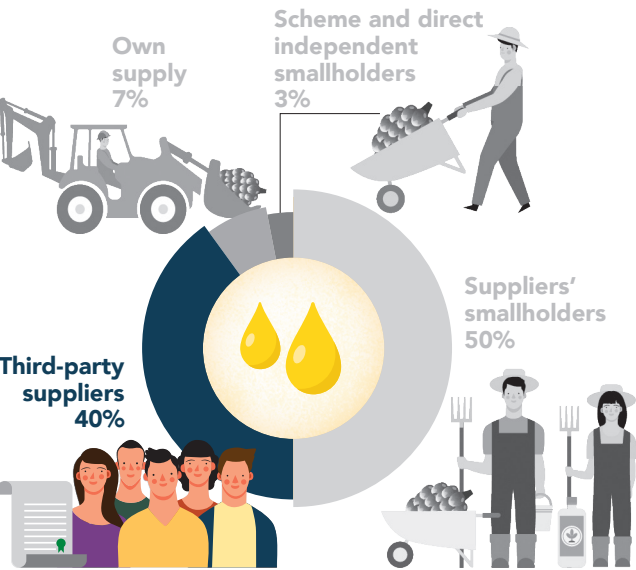 Own
supply
7%
Scheme and direct
independent
smallholders
3%
Suppliers’
smallholders
50%
Third-party
suppliers
40%